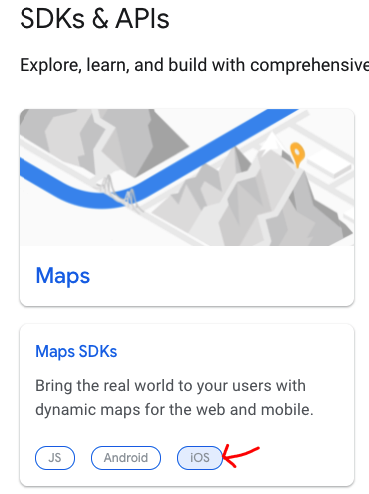 SDKs & APIs
Explore, learn, and build with comprehensive
Maps
Maps SDKs
Bring the real world to your users with
dynamic maps for the web and mobile.
JS
Android
iOS